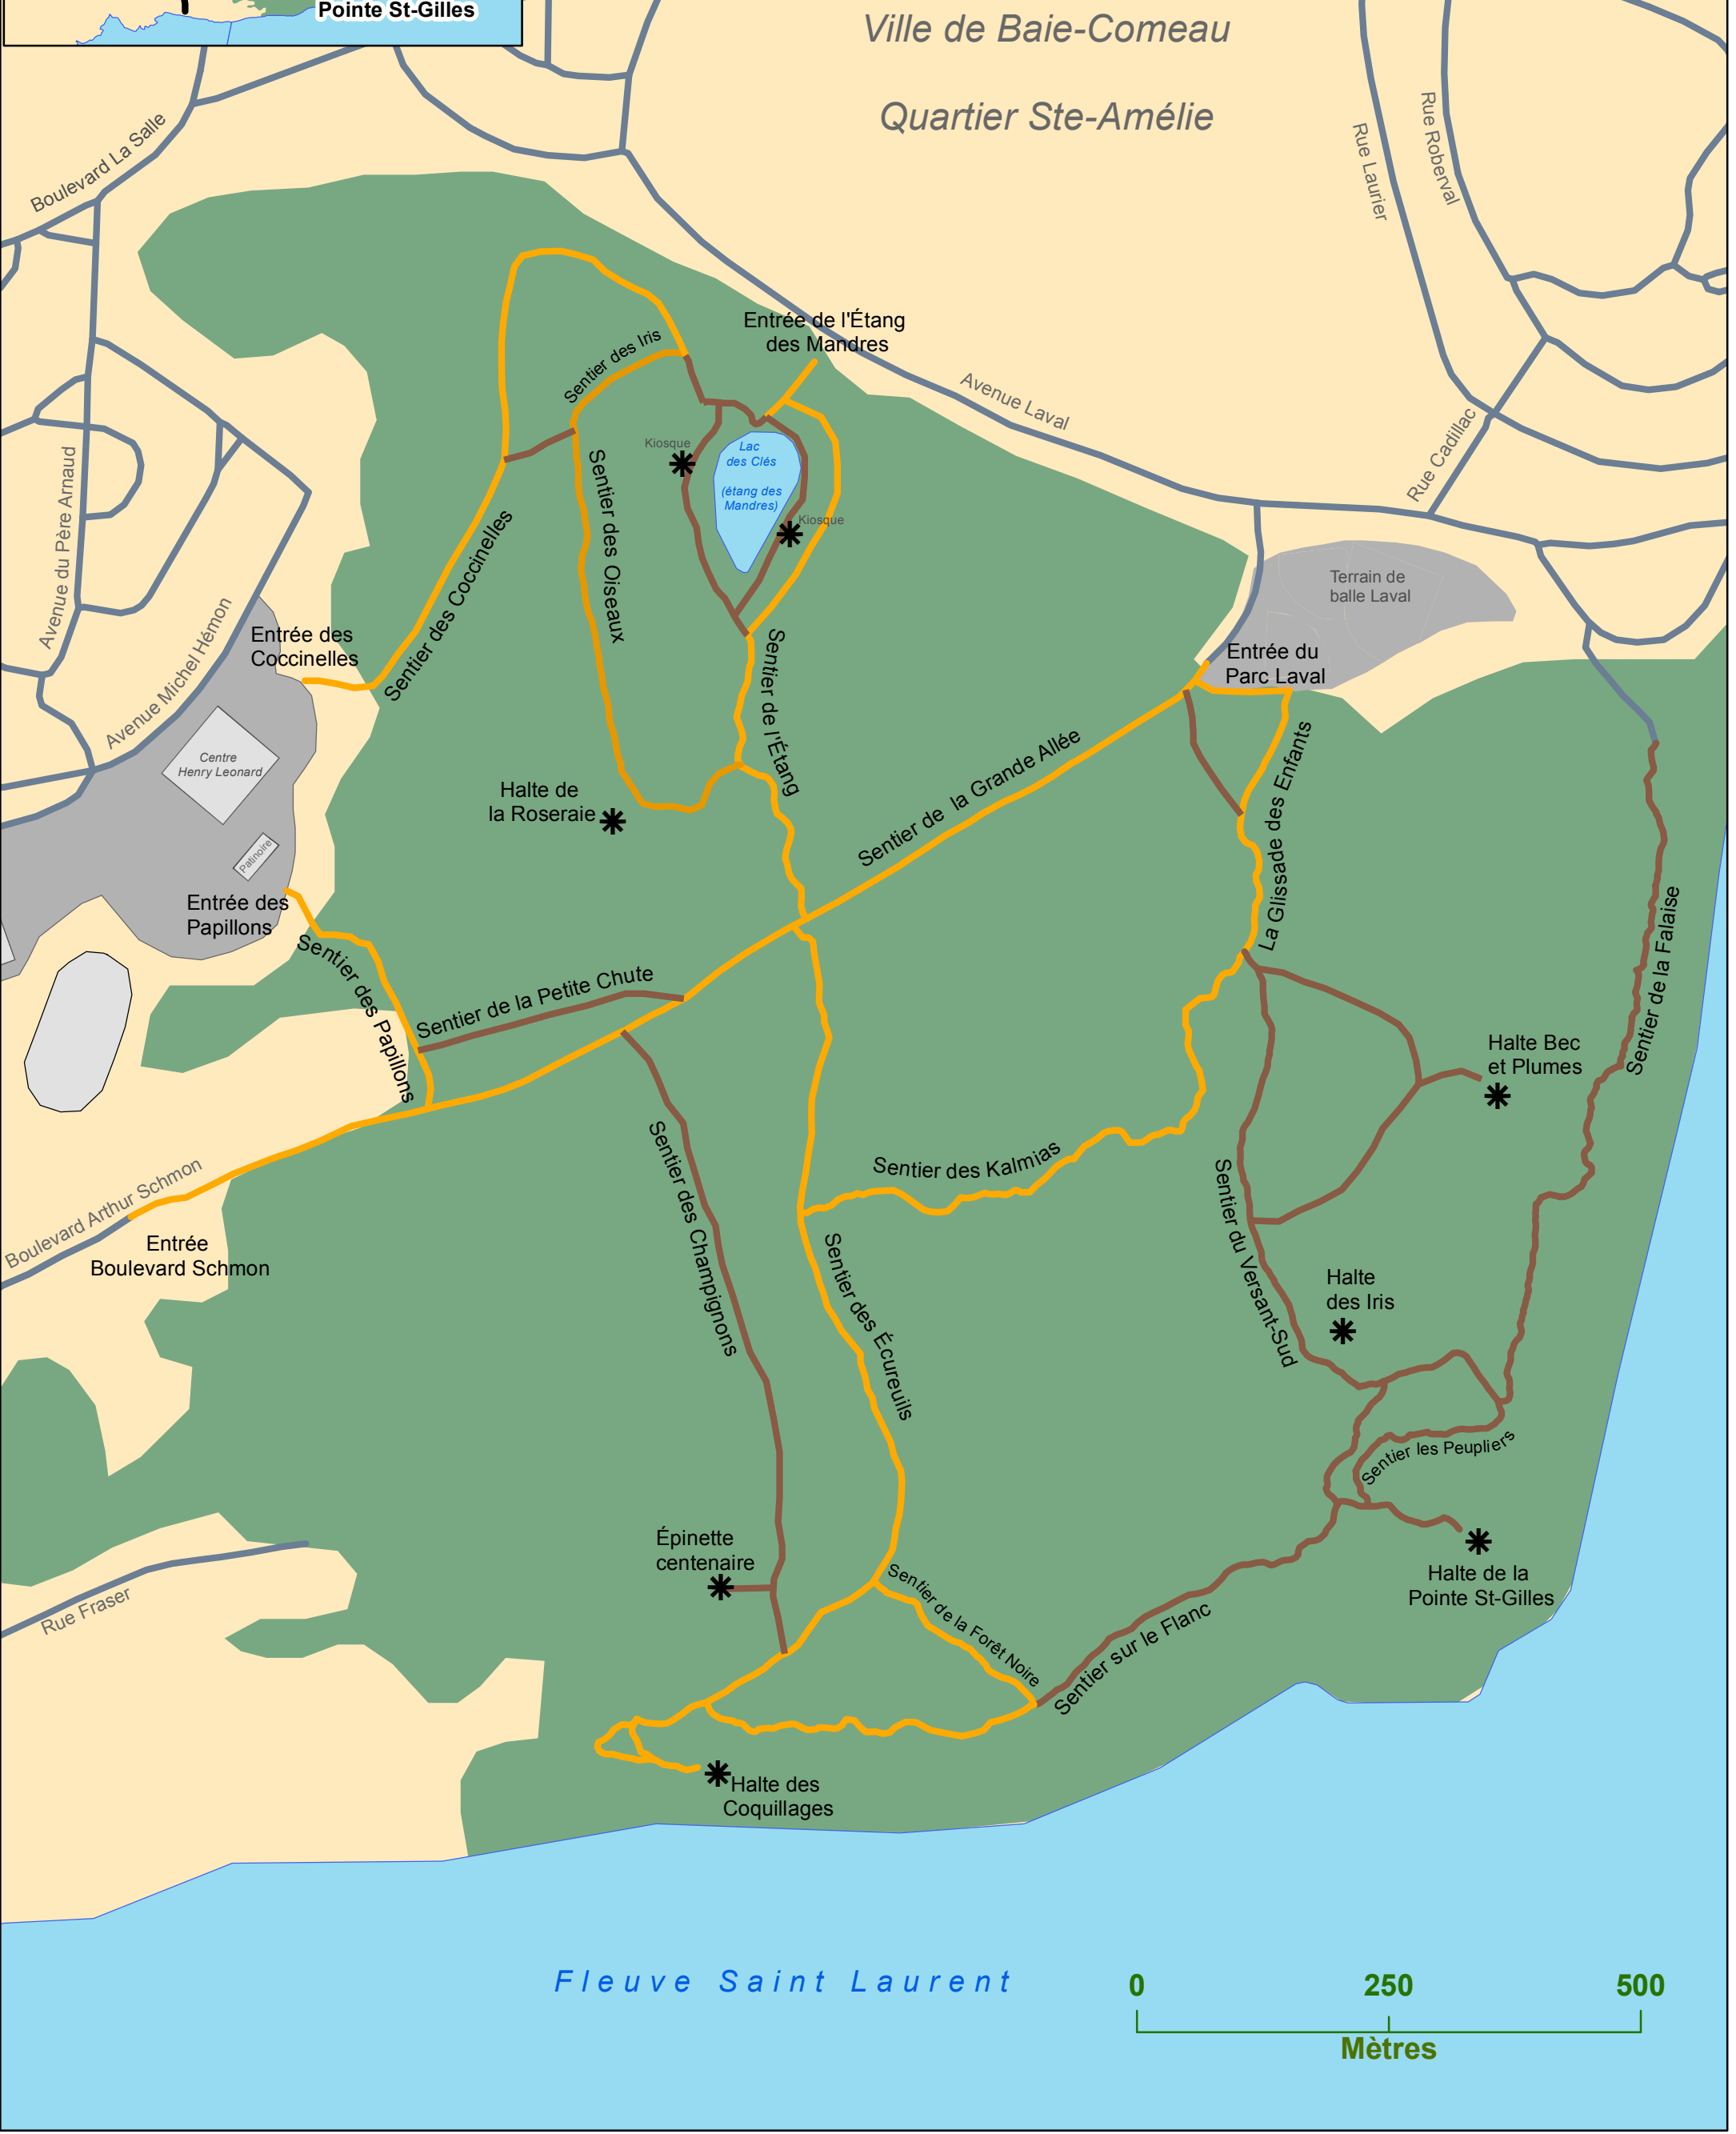 Pointe St-Gilles
Ville de Baie-Comeau
Quartier Ste-Amélie
Boulevard La Salle
Rue Laurier
Rue Roberval
Entrée de l'Étang
des Mandres
Sentier des Iris
Avenue Laval
Rue Cadillac
Kiosque
Lac
des Clés
(étang des
Mandres)
Kiosque
Avenue du Père Arnaud
Sentier des Oiseaux
Sentier des Coccinelles
Terrain de
balle Laval
Entrée des
Coccinelles
Avenue Michel Hémon
Sentier de l'Étang
Entrée du
Parc Laval
Centre
Henry Leonard
Halte de
la Roseraie
Sentier de la Grande Allée
La Glissade des Enfants
Patinoire
Entrée des
Papillons
Sentier des Papillons
Sentier de la Petite Chute
Sentier de la Falaise
Halte Bec
et Plumes
Boulevard Arthur Schmon
Entrée
Boulevard Schmon
Sentier des Champignons
Sentier des Kalmias
Sentier des Écureuils
Sentier du Versant-Sud
Halte
des Iris
Sentier les Peupliers
Épinette
centenaire
Rue Fraser
Sentier de la Forêt Noire
Sentier sur le Flanc
Halte de la
Pointe St-Gilles
Halte des
Coquillages
Fleuve Saint Laurent
0 250 500
Mètres